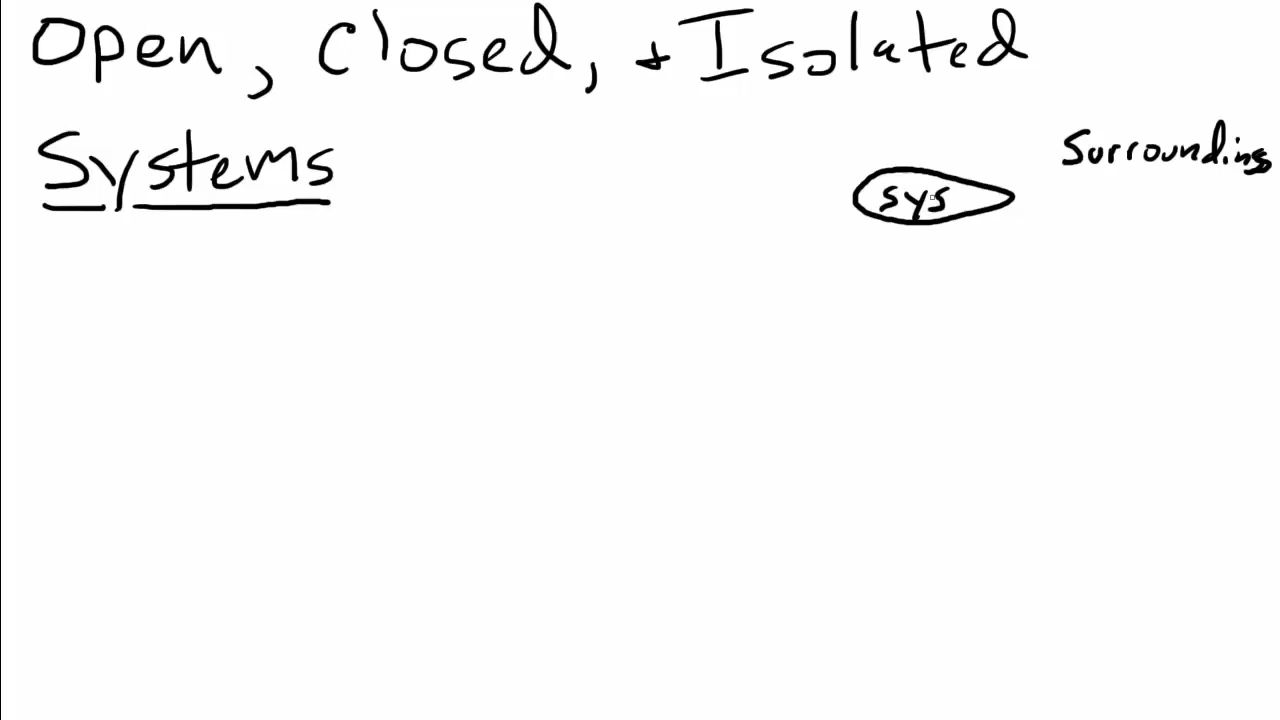 Open, Closed, + Isolated
Systems
Surroundings
sys